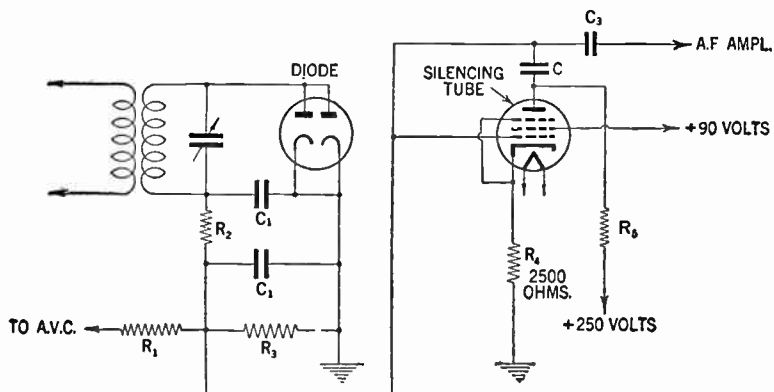 DIODE
C1
R2
C1
TO A.V.C.
R1
R3
C3
A.F AMPL.
SILENCING
TUBE
C
+90 VOLTS
R4
2500
OHMS.
R5
+250 VOLTS